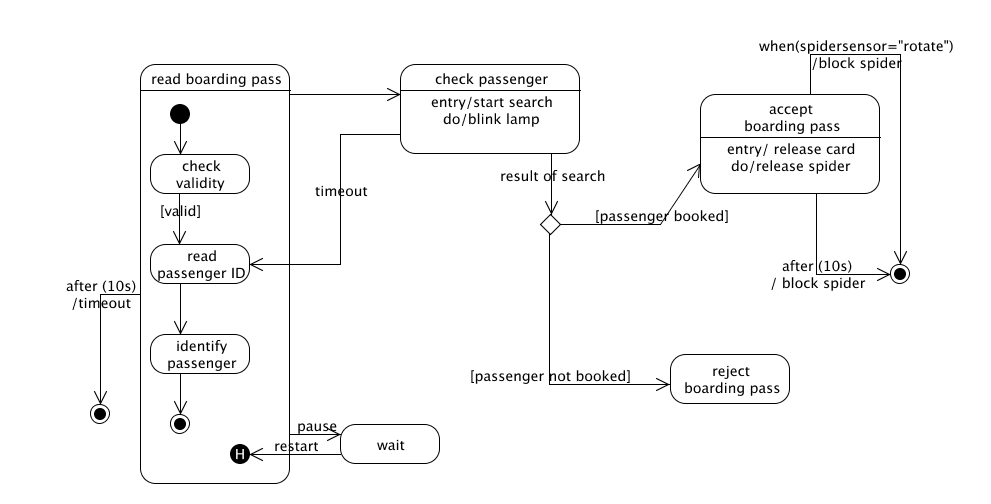 when(spidersensor="rotate")
/block spider
read boarding pass
check passenger
entry/start search
do/blink lamp
accept
boarding pass
entry/ release card
do/release spider
check
validity
[valid]
timeout
result of search
[passenger booked]
read
passenger ID
after (10s)
/timeout
after (10s)
/ block spider
identify
passenger
[passenger not booked]
reject
boarding pass
pause
restart
wait
H